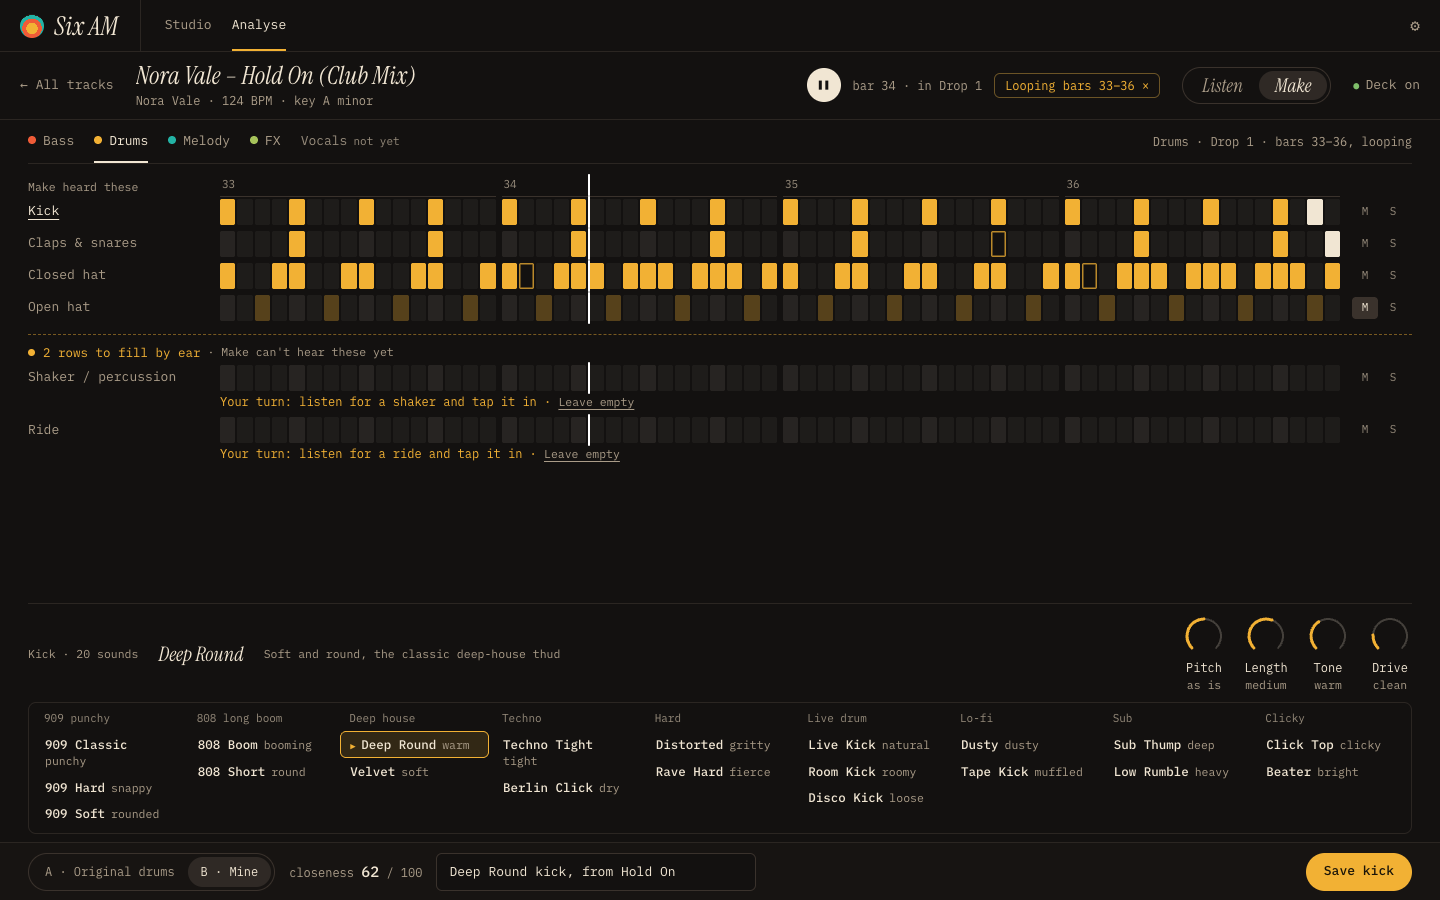 Six AM
Studio Analyse
⚙
← All tracks
Nora Vale – Hold On (Club Mix)
Nora Vale · 124 BPM · key A minor
bar 34 · in Drop 1
Looping bars 33–36 ×
Listen Make
Deck on
Bass Drums Melody FX Vocals not yet
Drums · Drop 1 · bars 33–36, looping
Make heard these
33 34 35 36
Kick M S
Claps & snares M S
Closed hat M S
Open hat M S
2 rows to fill by ear · Make can't hear these yet
Shaker / percussion M S
Your turn: listen for a shaker and tap it in · Leave empty
Ride M S
Your turn: listen for a ride and tap it in · Leave empty
Kick · 20 sounds Deep Round Soft and round, the classic deep-house thud
Pitch Length Tone Drive
as is medium warm clean
909 punchy
909 Classic
punchy
909 Hard snappy
909 Soft rounded
808 long boom
808 Boom booming
808 Short round
Deep house
▶ Deep Round warm
Velvet soft
Techno
Techno Tight
tight
Berlin Click dry
Hard
Distorted gritty
Rave Hard fierce
Live drum
Live Kick natural
Room Kick roomy
Disco Kick loose
Lo-fi
Dusty dusty
Tape Kick muffled
Sub
Sub Thump deep
Low Rumble heavy
Clicky
Click Top clicky
Beater bright
A · Original drums B · Mine
closeness 62 / 100
Deep Round kick, from Hold On
Save kick